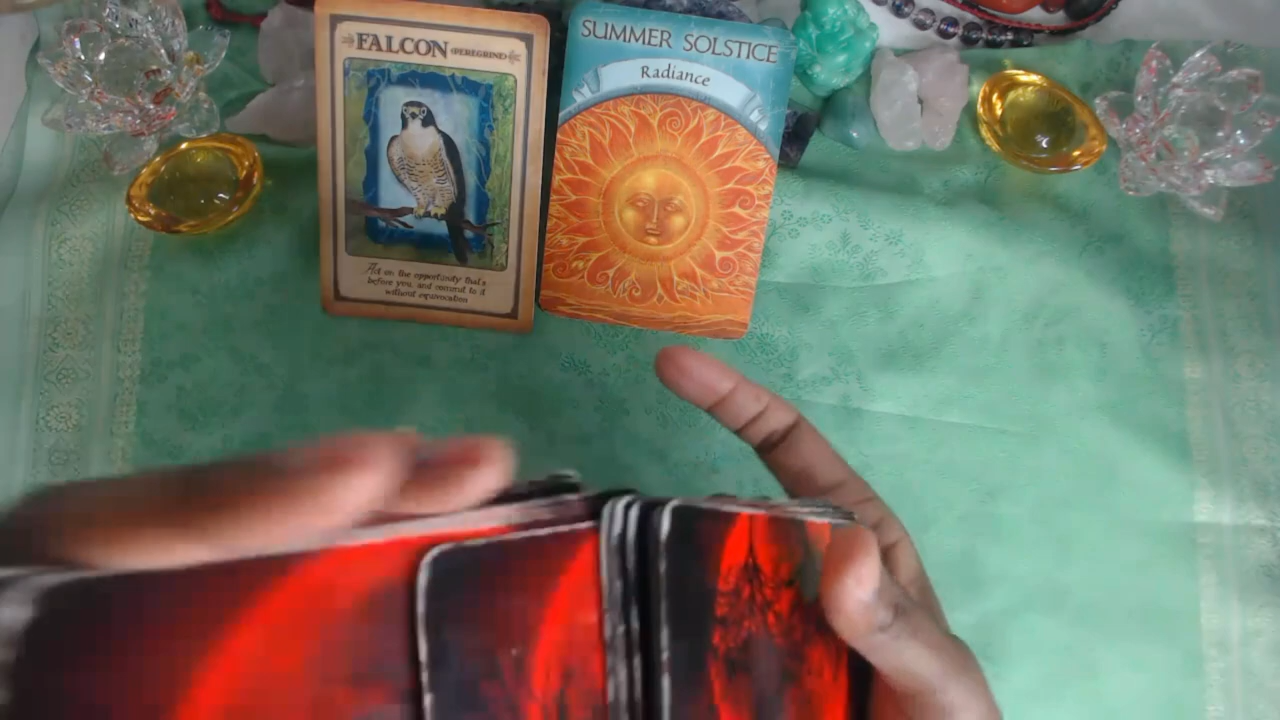 FALCON (PEREGRINE)
Act on the opportunity that's
before you, and commit to it
without equivocation
SUMMER SOLSTICE
Radiance